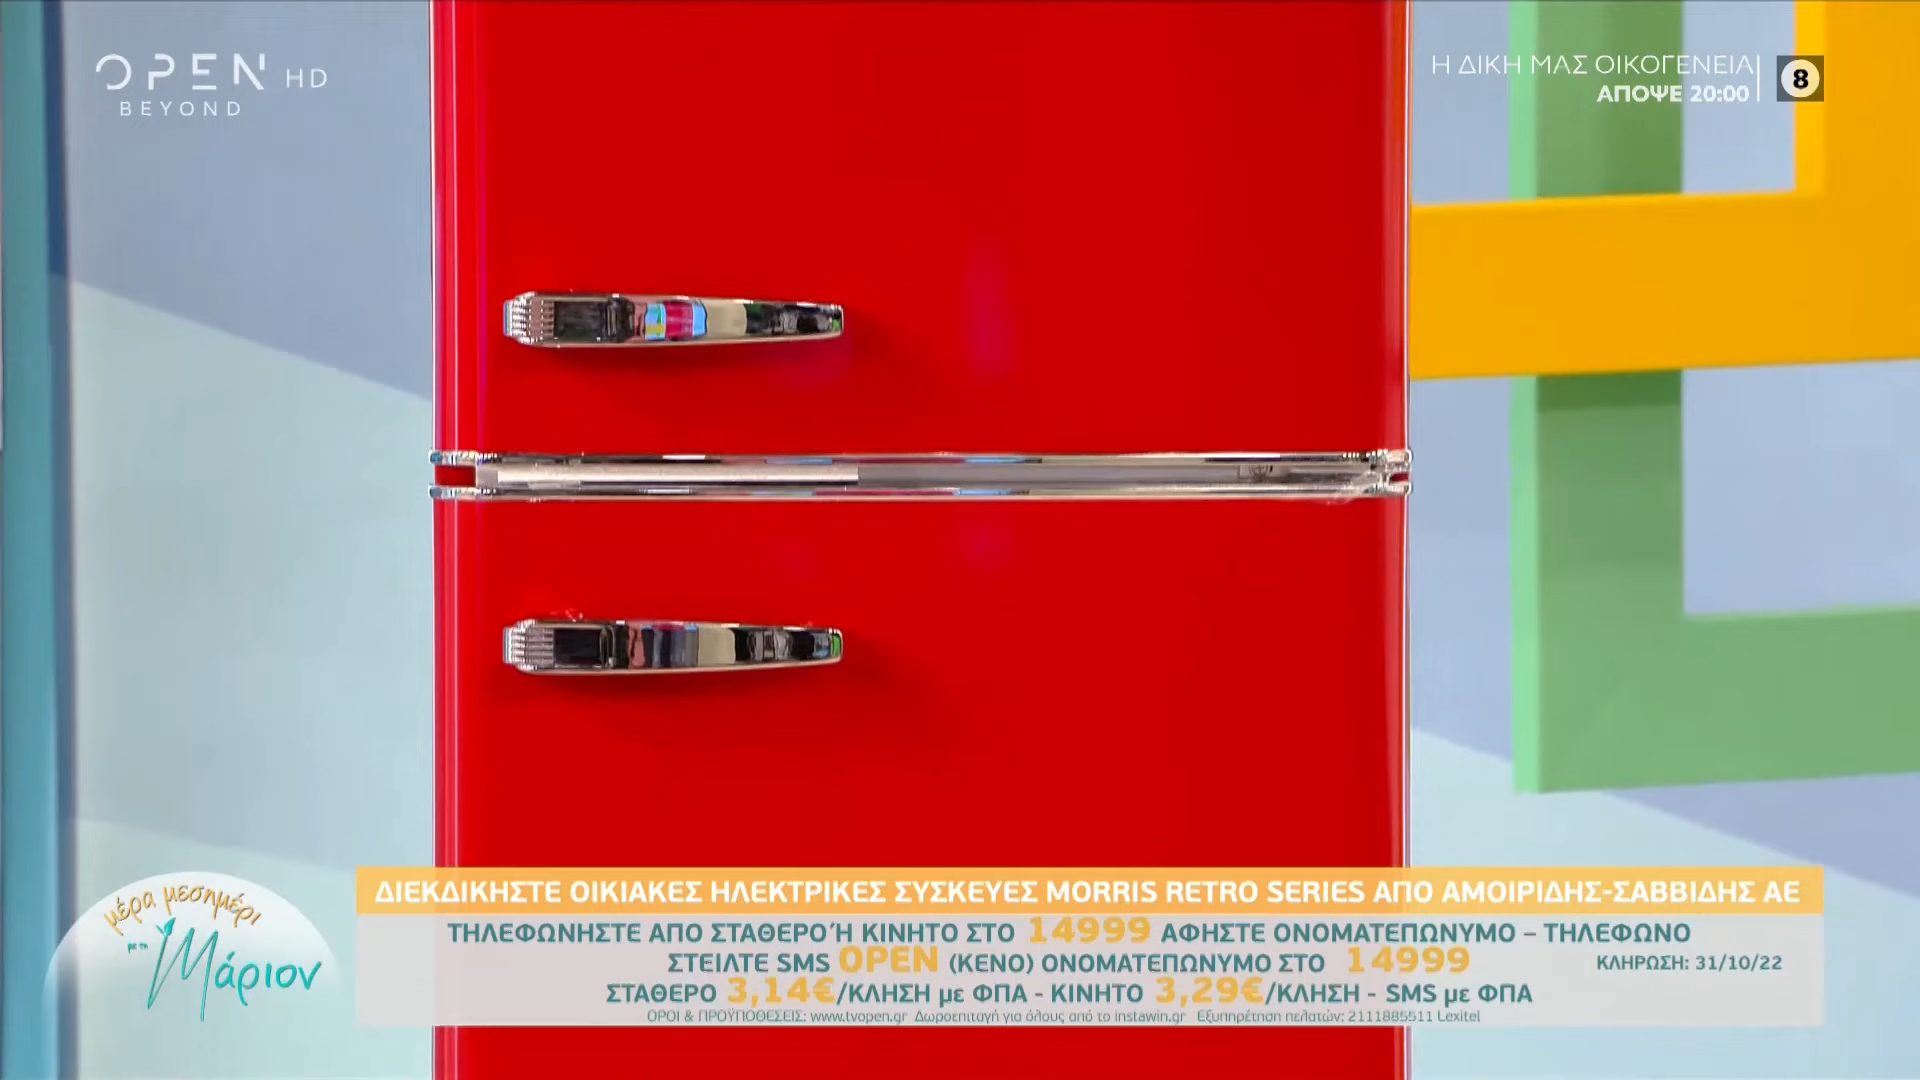 OPEN HD
BEYOND
Η ΔΙΚΗ ΜΑΣ ΟΙΚΟΓΕΝΕΙΑ
ΑΠΟΨΕ 20:00
8
μέρα μεσημέρι
με τη
Μάριον
ΔΙΕΚΔΙΚΗΣΤΕ ΟΙΚΙΑΚΕΣ ΗΛΕΚΤΡΙΚΕΣ ΣΥΣΚΕΥΕΣ MORRIS RETRO SERIES ΑΠΟ ΑΜΟΙΡΙΔΗΣ-ΣΑΒΒΙΔΗΣ ΑΕ
ΤΗΛΕΦΩΝΗΣΤΕ ΑΠΟ ΣΤΑΘΕΡΟ Ή ΚΙΝΗΤΟ ΣΤΟ 14999 ΑΦΗΣΤΕ ΟΝΟΜΑΤΕΠΩΝΥΜΟ – ΤΗΛΕΦΩΝΟ
ΣΤΕΙΛΤΕ SMS OPEN (ΚΕΝΟ) ΟΝΟΜΑΤΕΠΩΝΥΜΟ ΣΤΟ 14999
ΚΛΗΡΩΣΗ: 31/10/22
ΣΤΑΘΕΡΟ 3,14€/ΚΛΗΣΗ με ΦΠΑ - ΚΙΝΗΤΟ 3,29€/ΚΛΗΣΗ - SMS με ΦΠΑ
ΟΡΟΙ & ΠΡΟΫΠΟΘΕΣΕΙΣ: www.tvopen.gr Δωροεπιταγή για όλους από το instawin.gr Εξυπηρέτηση πελατών: 2111885511 Lexitel